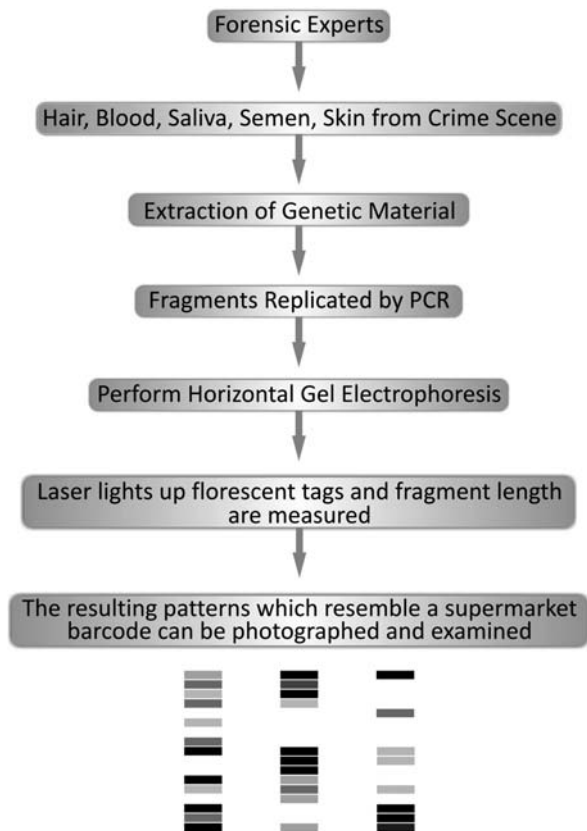 Forensic Experts
Hair, Blood, Saliva, Semen, Skin from Crime Scene
Extraction of Genetic Material
Fragments Replicated by PCR
Perform Horizontal Gel Electrophoresis
Laser lights up florescent tags and fragment length
are measured
The resulting patterns which resemble a supermarket
barcode can be photographed and examined